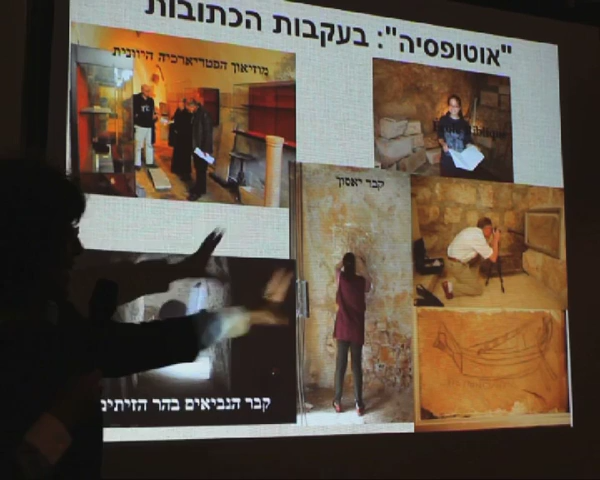 "אוטופסיה": בעקבות הכתובות
מוזיאון הפטריארכיה היוונית
קבר יאסון
קבר הנביאים בהר הזיתים